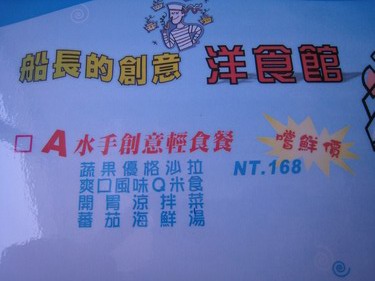 船長的創意 洋食館
□ A 水手創意輕食餐 嚐鮮價
蔬果優格沙拉 NT.168
爽口風味Q米食
開胃涼拌菜
蕃茄海鮮湯